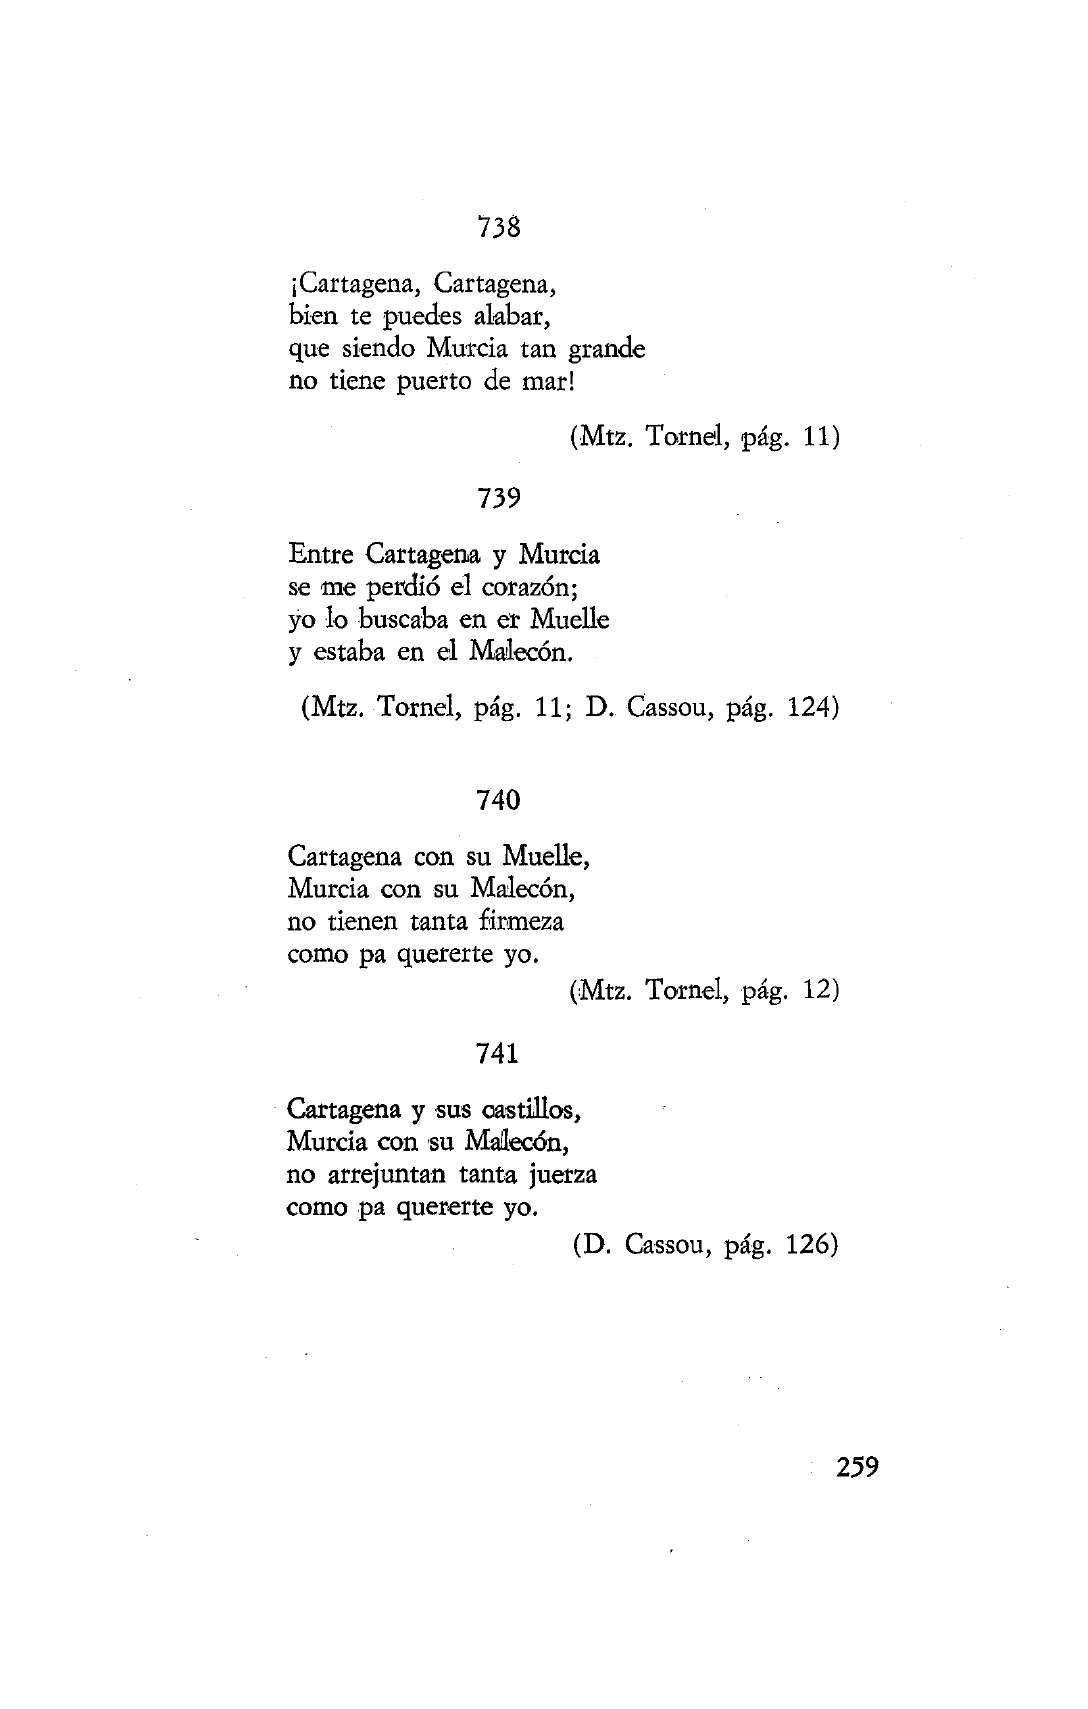 738
¡Cartagena, Cartagena,
bien te puedes alabar,
que siendo Murcia tan grande
no tiene puerto de mar!
(Mtz. Tornel, pág. 11)
739
Entre Cartagena y Murcia
se me perdió el corazón;
yo lo buscaba en er Muelle
y estaba en el Malecón.
(Mtz. Tornel, pág. 11; D. Cassou, pág. 124)
740
Cartagena con su Muelle,
Murcia con su Malecón,
no tienen tanta firmeza
como pa quererte yo.
(Mtz. Tornel, pág. 12)
741
Cartagena y sus castillos,
Murcia con su Malecón,
no arrejuntan tanta juerza
como pa quererte yo.
(D. Cassou, pág. 126)
259